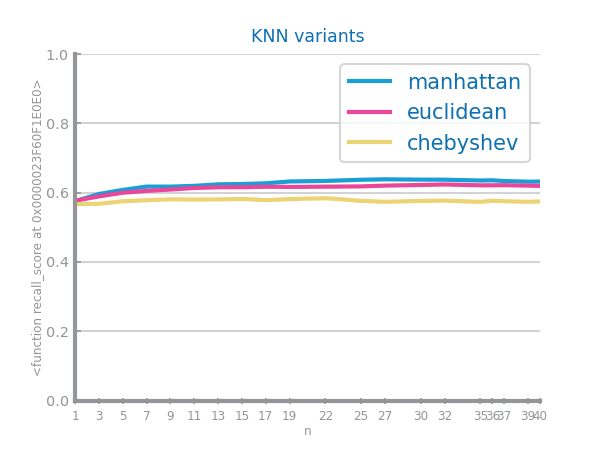 KNN variants
<function recall_score at 0x0000023F60F1E0E0>
1.0
0.8
0.6
0.4
0.2
0.0
manhattan
euclidean
chebyshev
1 3 5 7 9 11 13 15 17 19 22 25 27 30 32 35 36 37 39 40
n